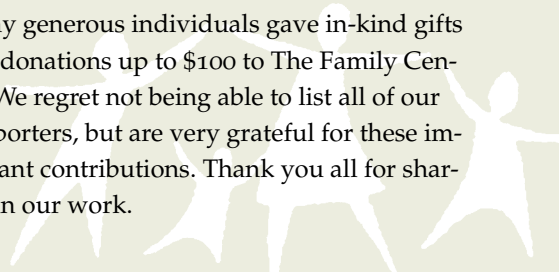 y generous individuals gave in-kind gifts
donations up to $100 to The Family Cen-
We regret not being able to list all of our
porters, but are very grateful for these im-
ant contributions. Thank you all for shar-
n our work.